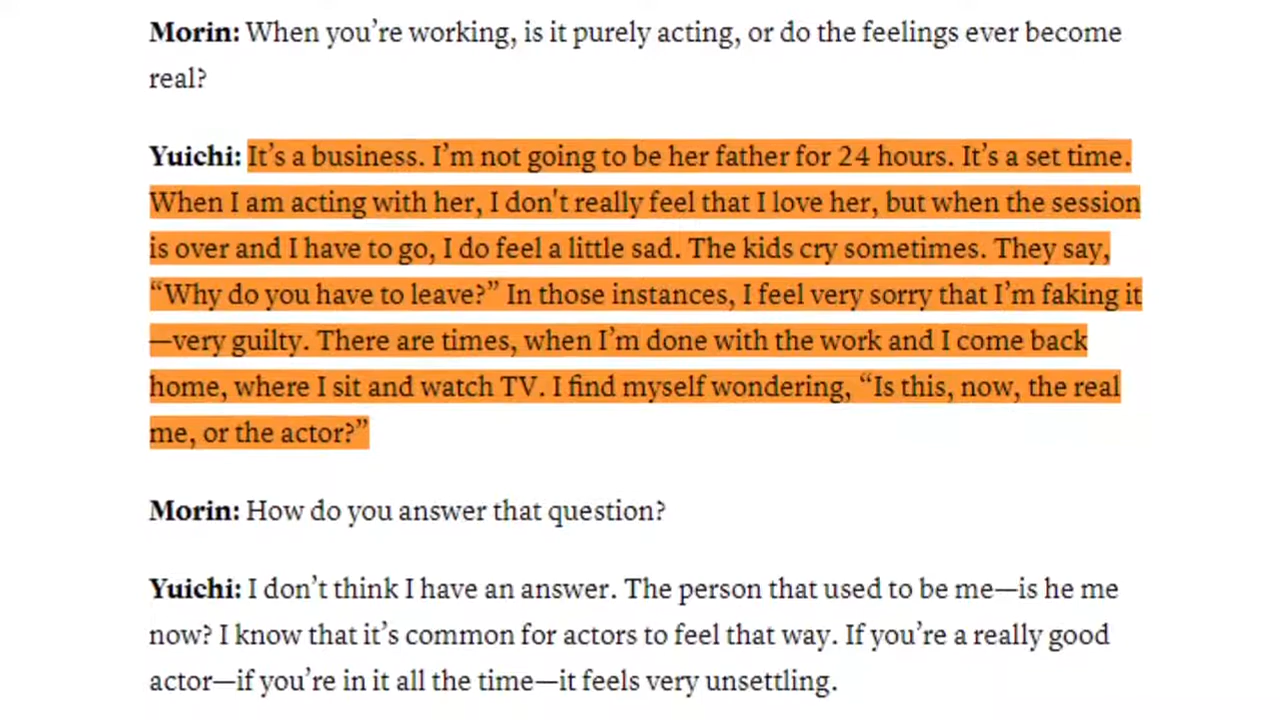 Morin: When you’re working, is it purely acting, or do the feelings ever become
real?
Yuichi: It’s a business. I’m not going to be her father for 24 hours. It’s a set time.
When I am acting with her, I don't really feel that I love her, but when the session
is over and I have to go, I do feel a little sad. The kids cry sometimes. They say,
“Why do you have to leave?” In those instances, I feel very sorry that I’m faking it
—very guilty. There are times, when I’m done with the work and I come back
home, where I sit and watch TV. I find myself wondering, “Is this, now, the real
me, or the actor?”
Morin: How do you answer that question?
Yuichi: I don’t think I have an answer. The person that used to be me—is he me
now? I know that it’s common for actors to feel that way. If you’re a really good
actor—if you’re in it all the time—it feels very unsettling.